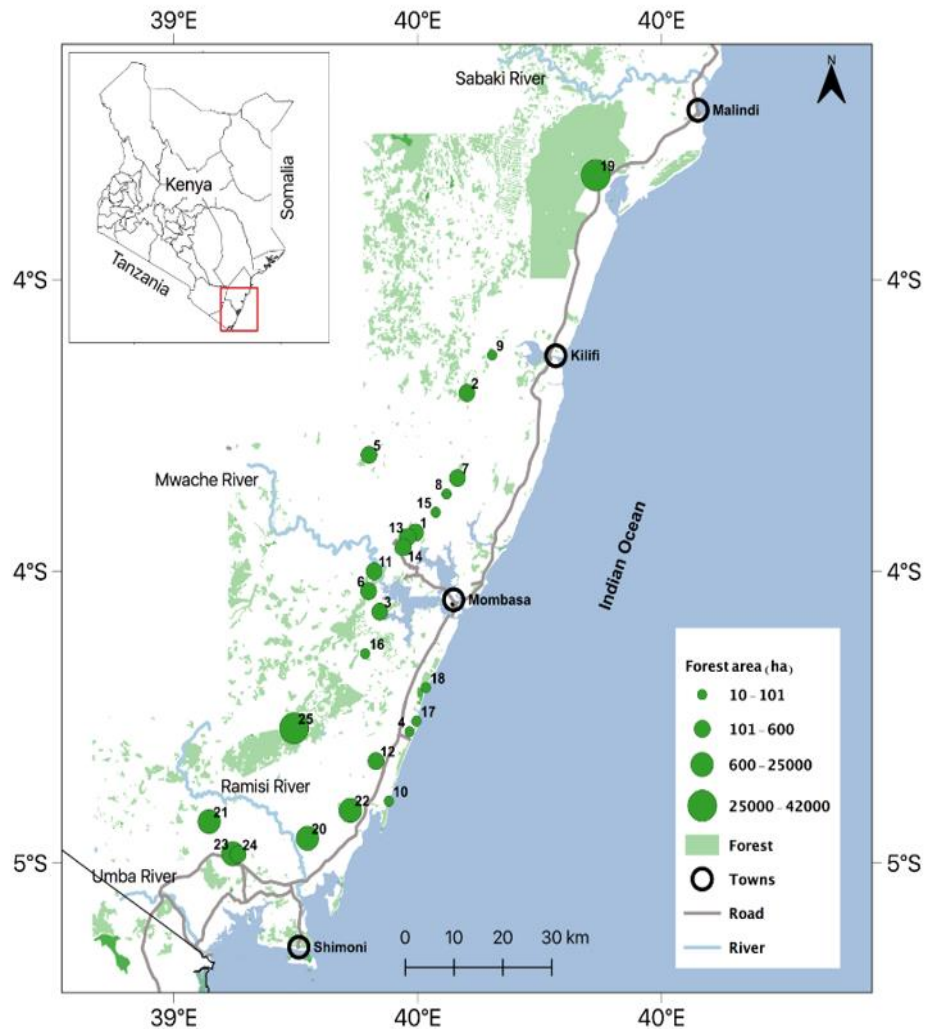 39°E 40°E 40°E
N
Sabaki River
Malindi
19
Kenya
Somalia
Tanzania
4°S 4°S
9
Kilifi
2
5
7
Mwache River
8
15
1
13
14
4°S 4°S
11
6
3
Mombasa
Indian Ocean
16
18
17
4
25
12
Ramisi River
10
22
21
20
23 24
5°S 5°S
Umba River
Shimoni
0 10 20 30 km
Forest area (ha)
10 - 101
101 - 600
600 - 25000
25000 - 42000
Forest
Towns
Road
River
39°E 40°E 40°E